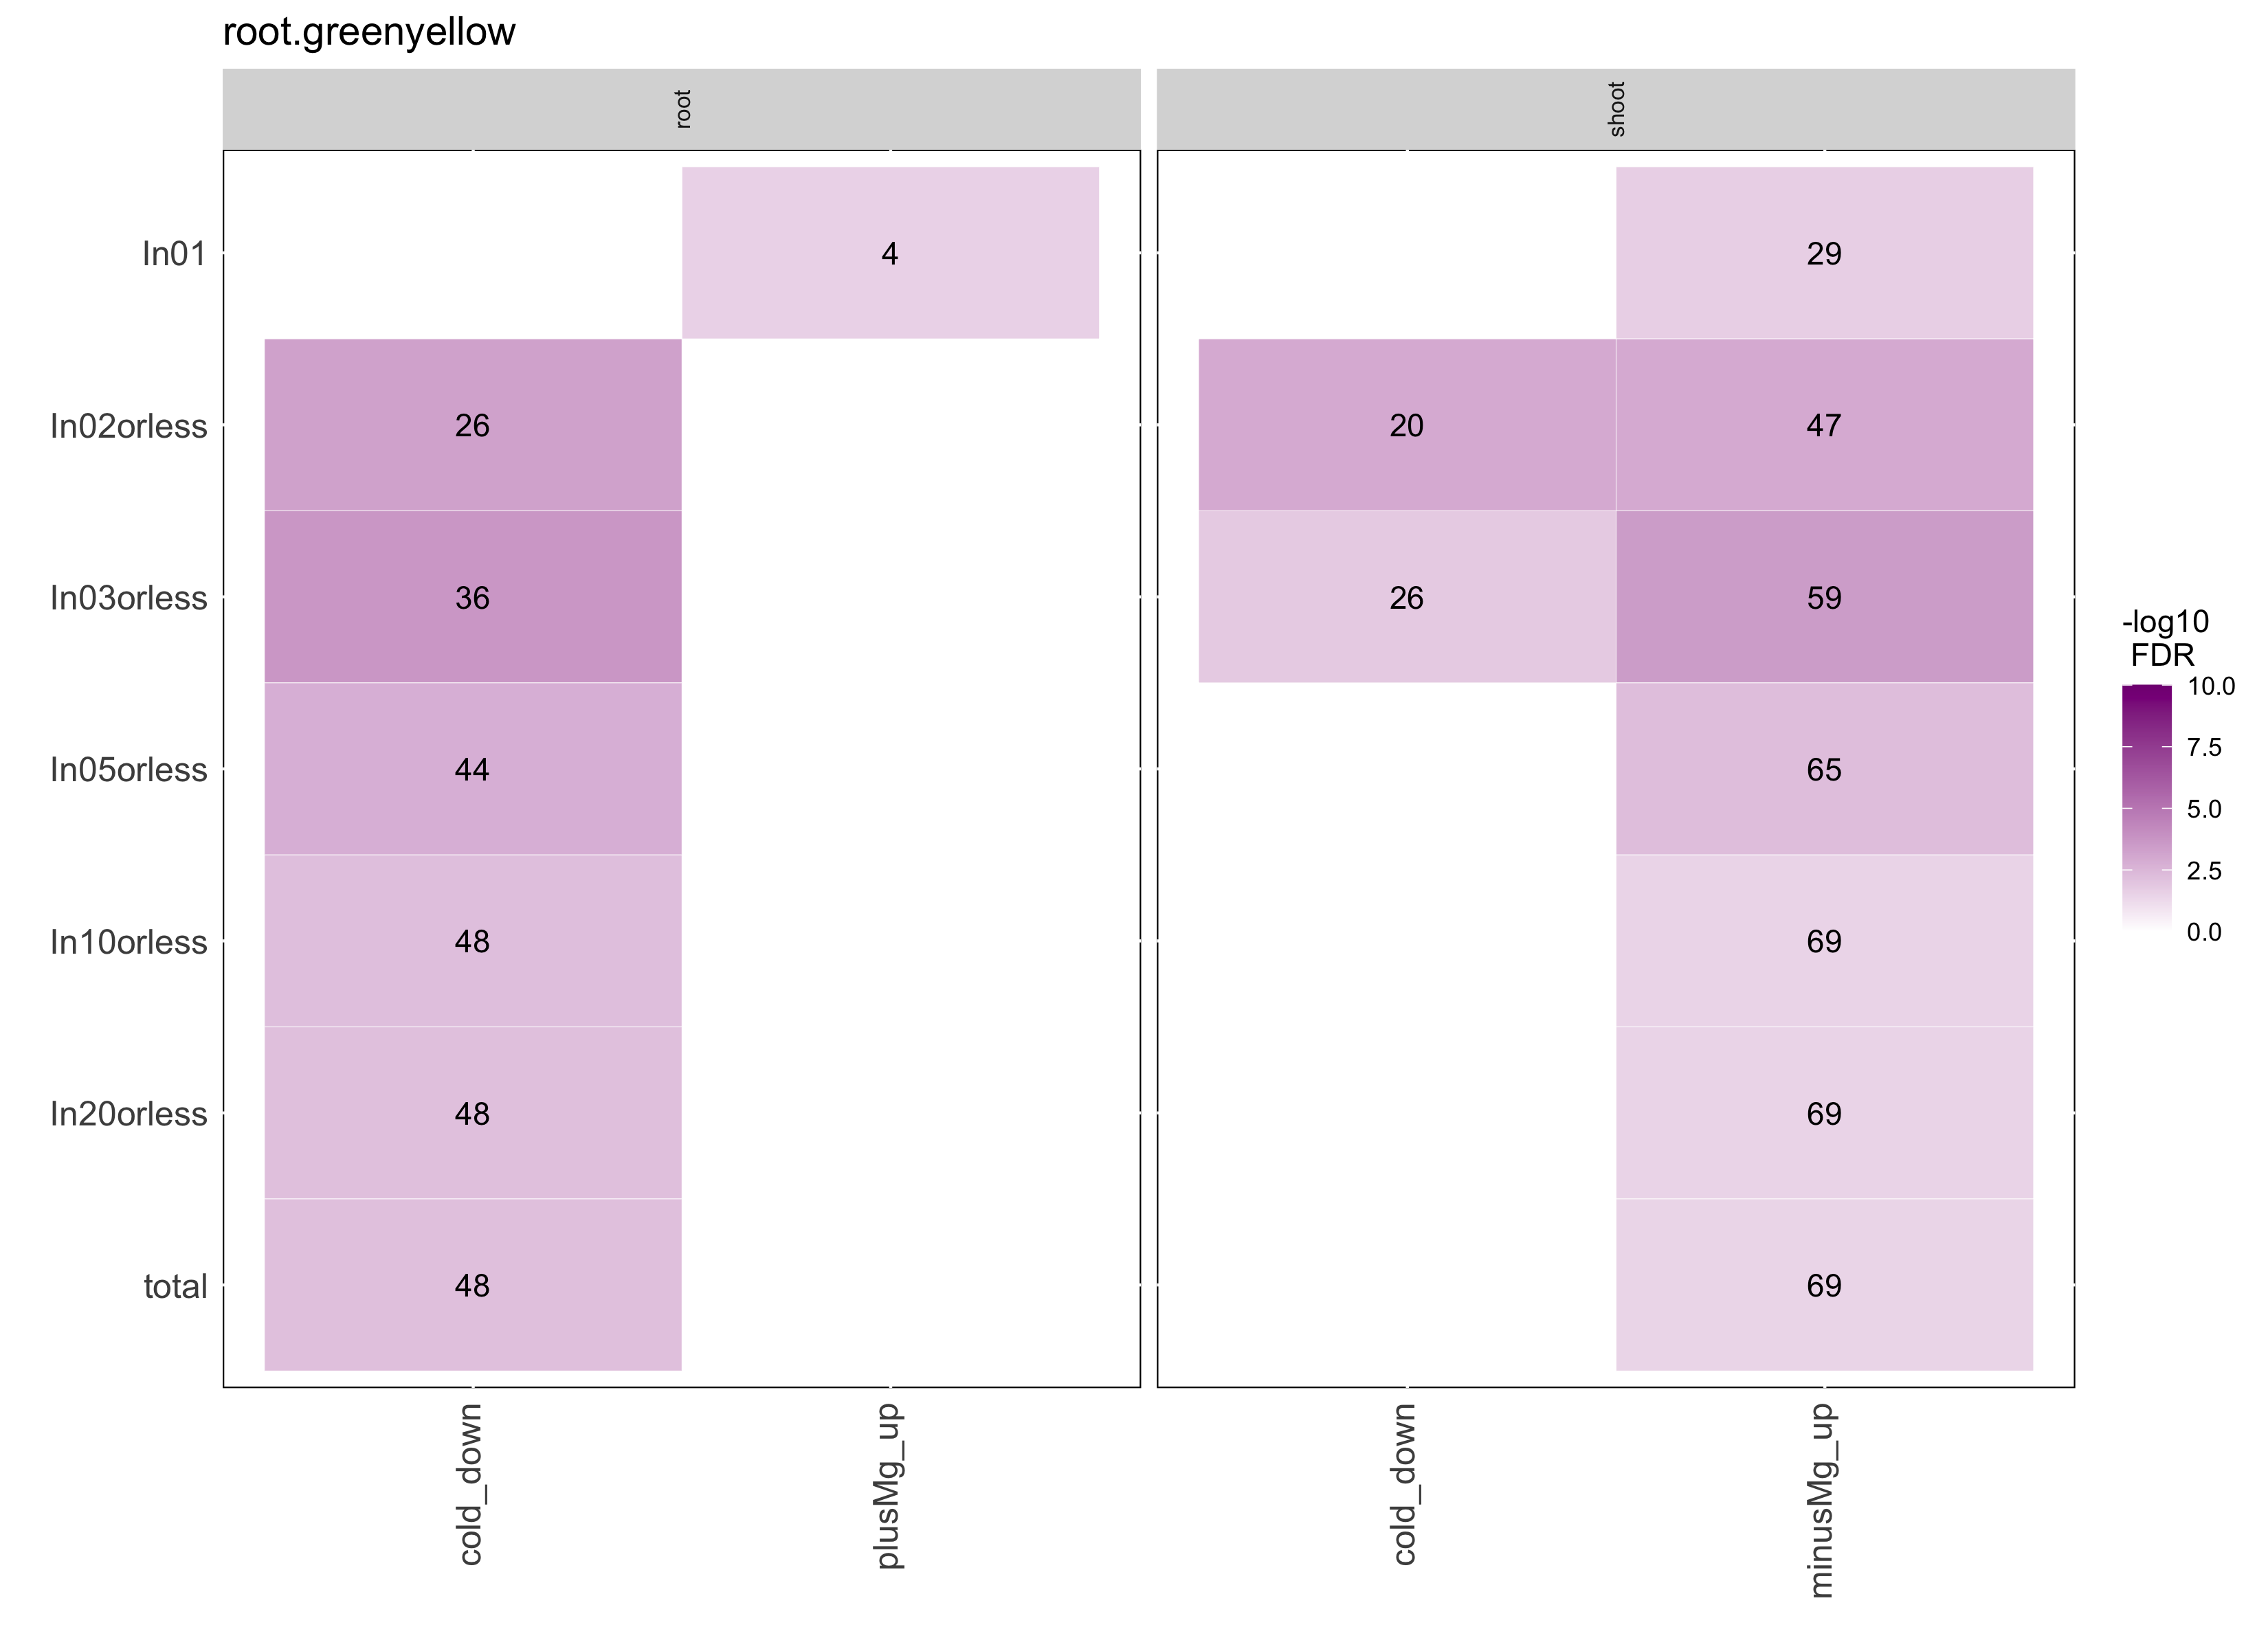 root.greenyellow
root
shoot
In01
4
29
In02orless
26
20
47
In03orless
36
26
59
In05orless
44
65
In10orless
48
69
In20orless
48
69
total
48
69
cold_down
plusMg_up
cold_down
minusMg_up
-log10
FDR
10.0
7.5
5.0
2.5
0.0